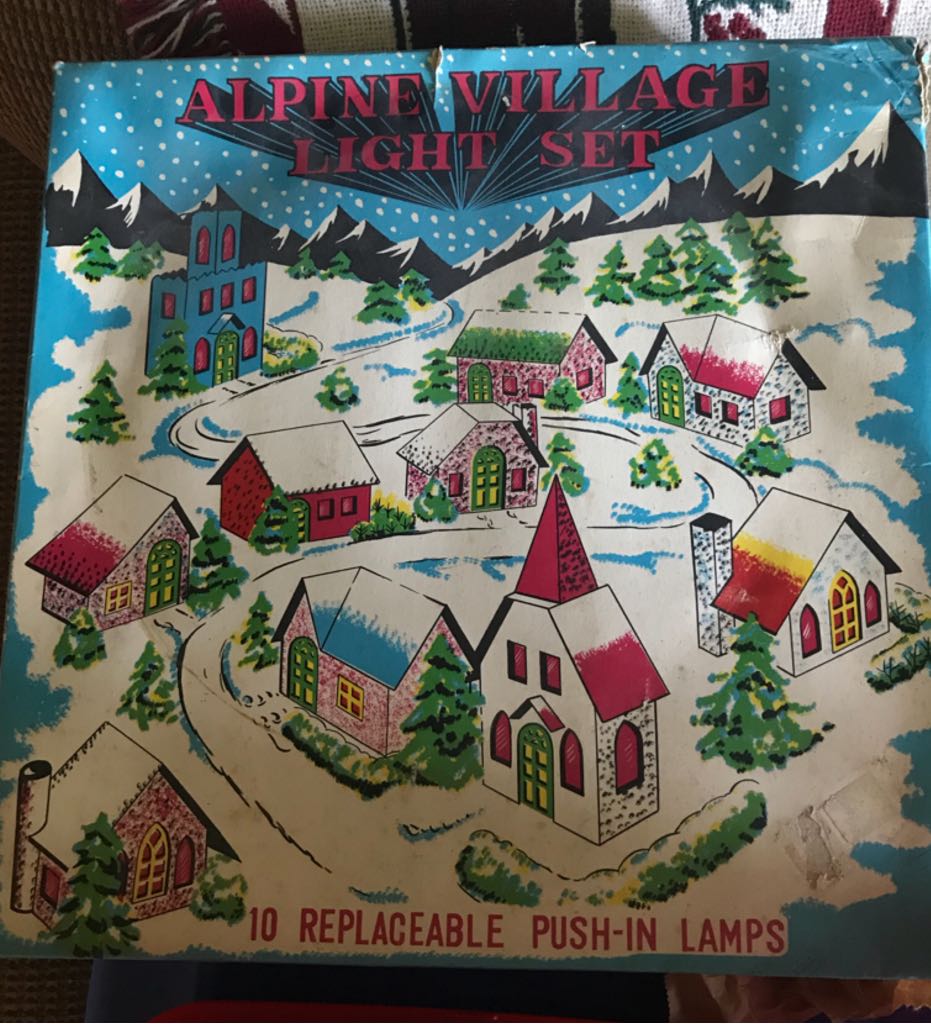 ALPINE VILLAGE
LIGHT SET
10 REPLACEABLE PUSH-IN LAMPS